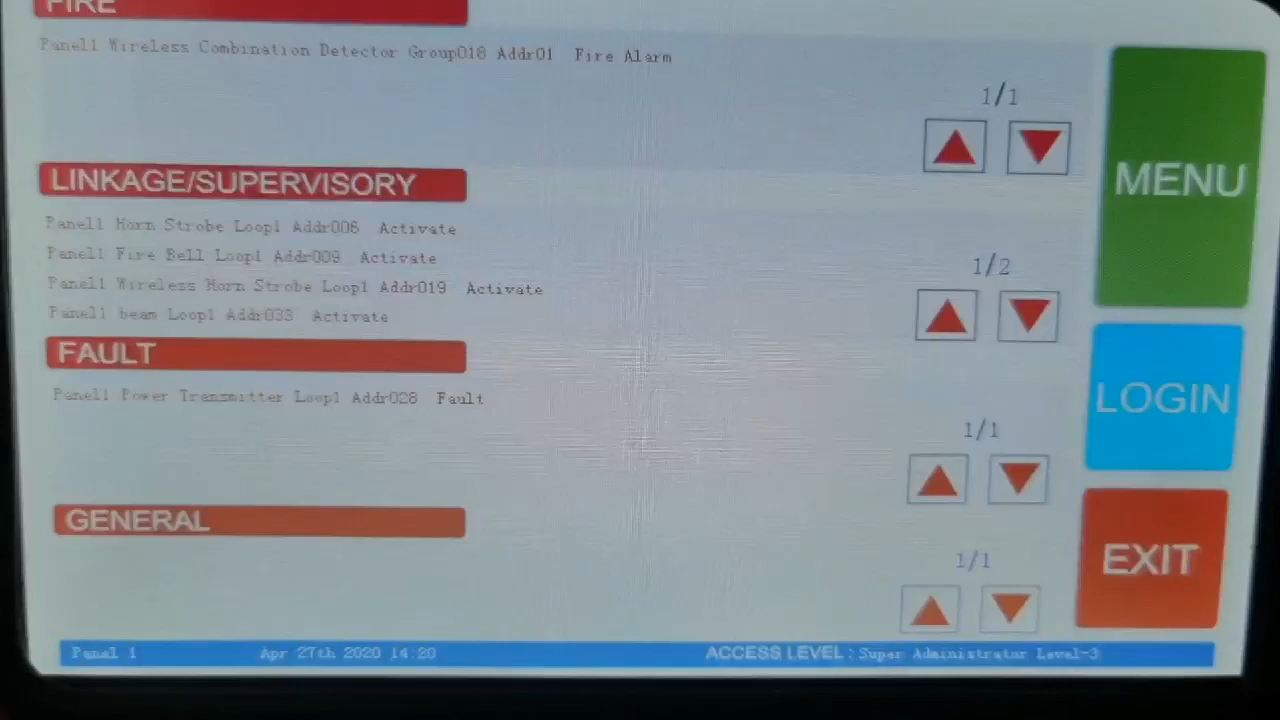 FIRE
Panel1 Wireless Combination Detector Group018 Addr01 Fire Alarm
1/1
MENU
LINKAGE/SUPERVISORY
Panel1 Horn Strobe Loop1 Addr006 Activate
Panel1 Fire Bell Loop1 Addr009 Activate
Panel1 Wireless Horn Strobe Loop1 Addr019 Activate
Panel1 beam Loop1 Addr033 Activate
1/2
LOGIN
FAULT
Panel1 Power Transmitter Loop1 Addr028 Fault
1/1
EXIT
GENERAL
1/1
Panel 1 Apr 27th 2020 14:20 ACCESS LEVEL: Super Administrator Level-3